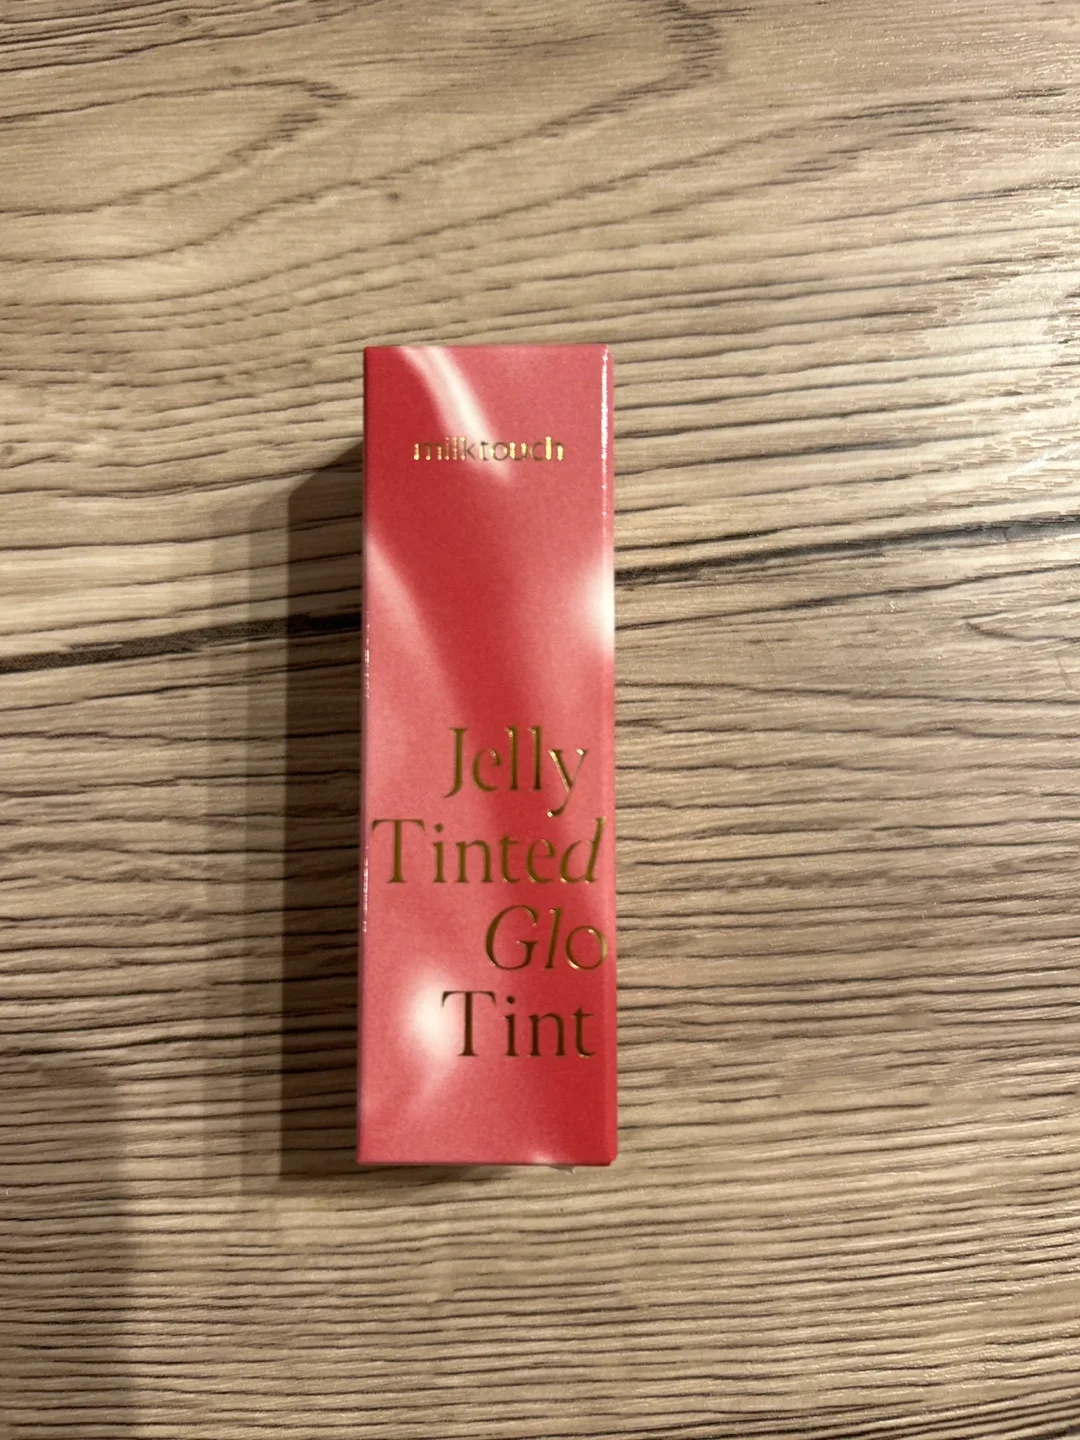 milktouch
Jelly
Tinted
Glo
Tint